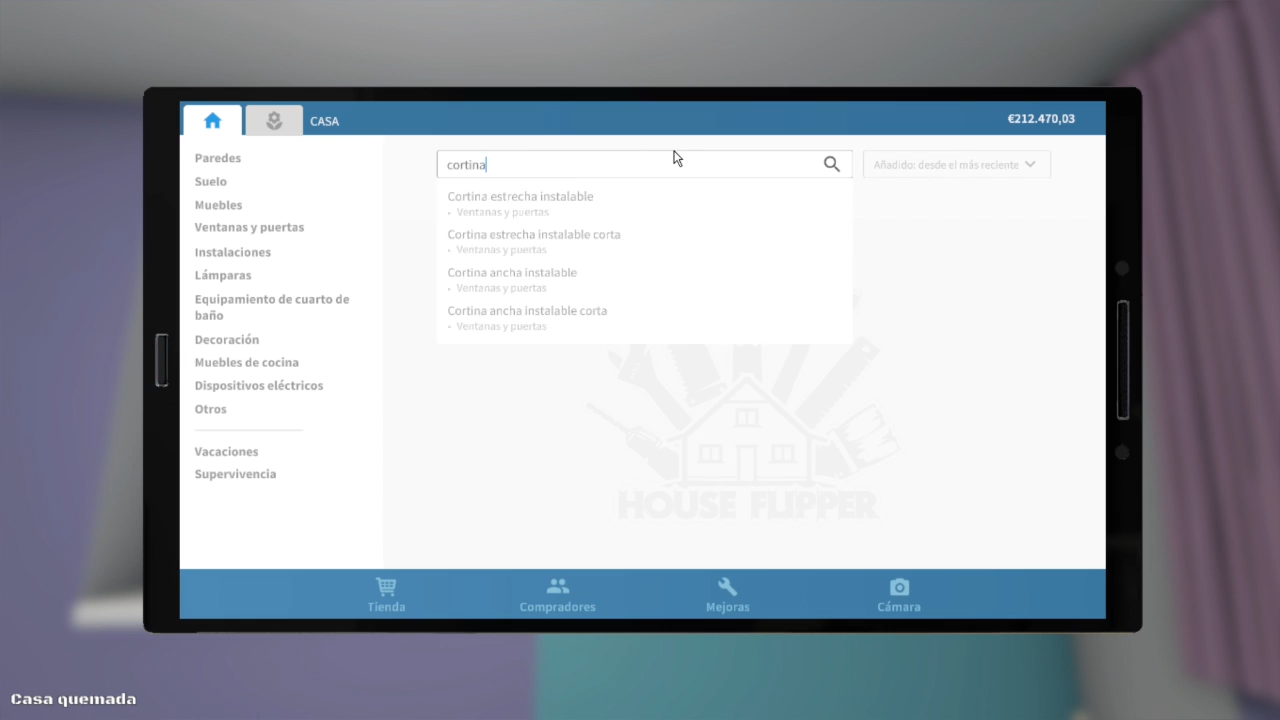 CASA
€212.470,03
Paredes
Suelo
Muebles
Ventanas y puertas
Instalaciones
Lámparas
Equipamiento de cuarto de
baño
Decoración
Muebles de cocina
Dispositivos eléctricos
Otros
Vacaciones
Supervivencia
cortina
Añadido: desde el más reciente
Cortina estrecha instalable
• Ventanas y puertas
Cortina estrecha instalable corta
• Ventanas y puertas
Cortina ancha instalable
• Ventanas y puertas
Cortina ancha instalable corta
• Ventanas y puertas
HOUSE FLIPPER
Tienda
Compradores
Mejoras
Cámara
Casa quemada